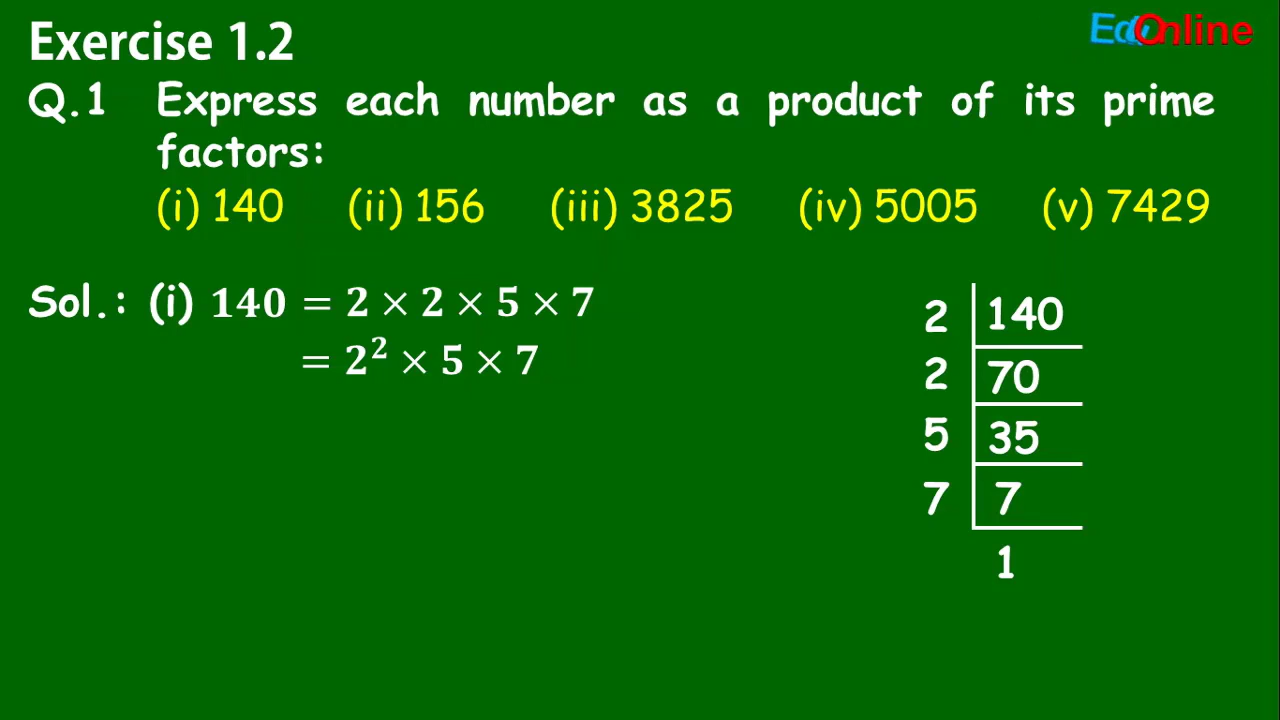 Exercise 1.2
EduOnline
Q.1 Express each number as a product of its prime
factors:
(i) 140 (ii) 156 (iii) 3825 (iv) 5005 (v) 7429
Sol.: (i) 140 = 2 × 2 × 5 × 7
= 2² × 5 × 7
2 140
2 70
5 35
7 7
1